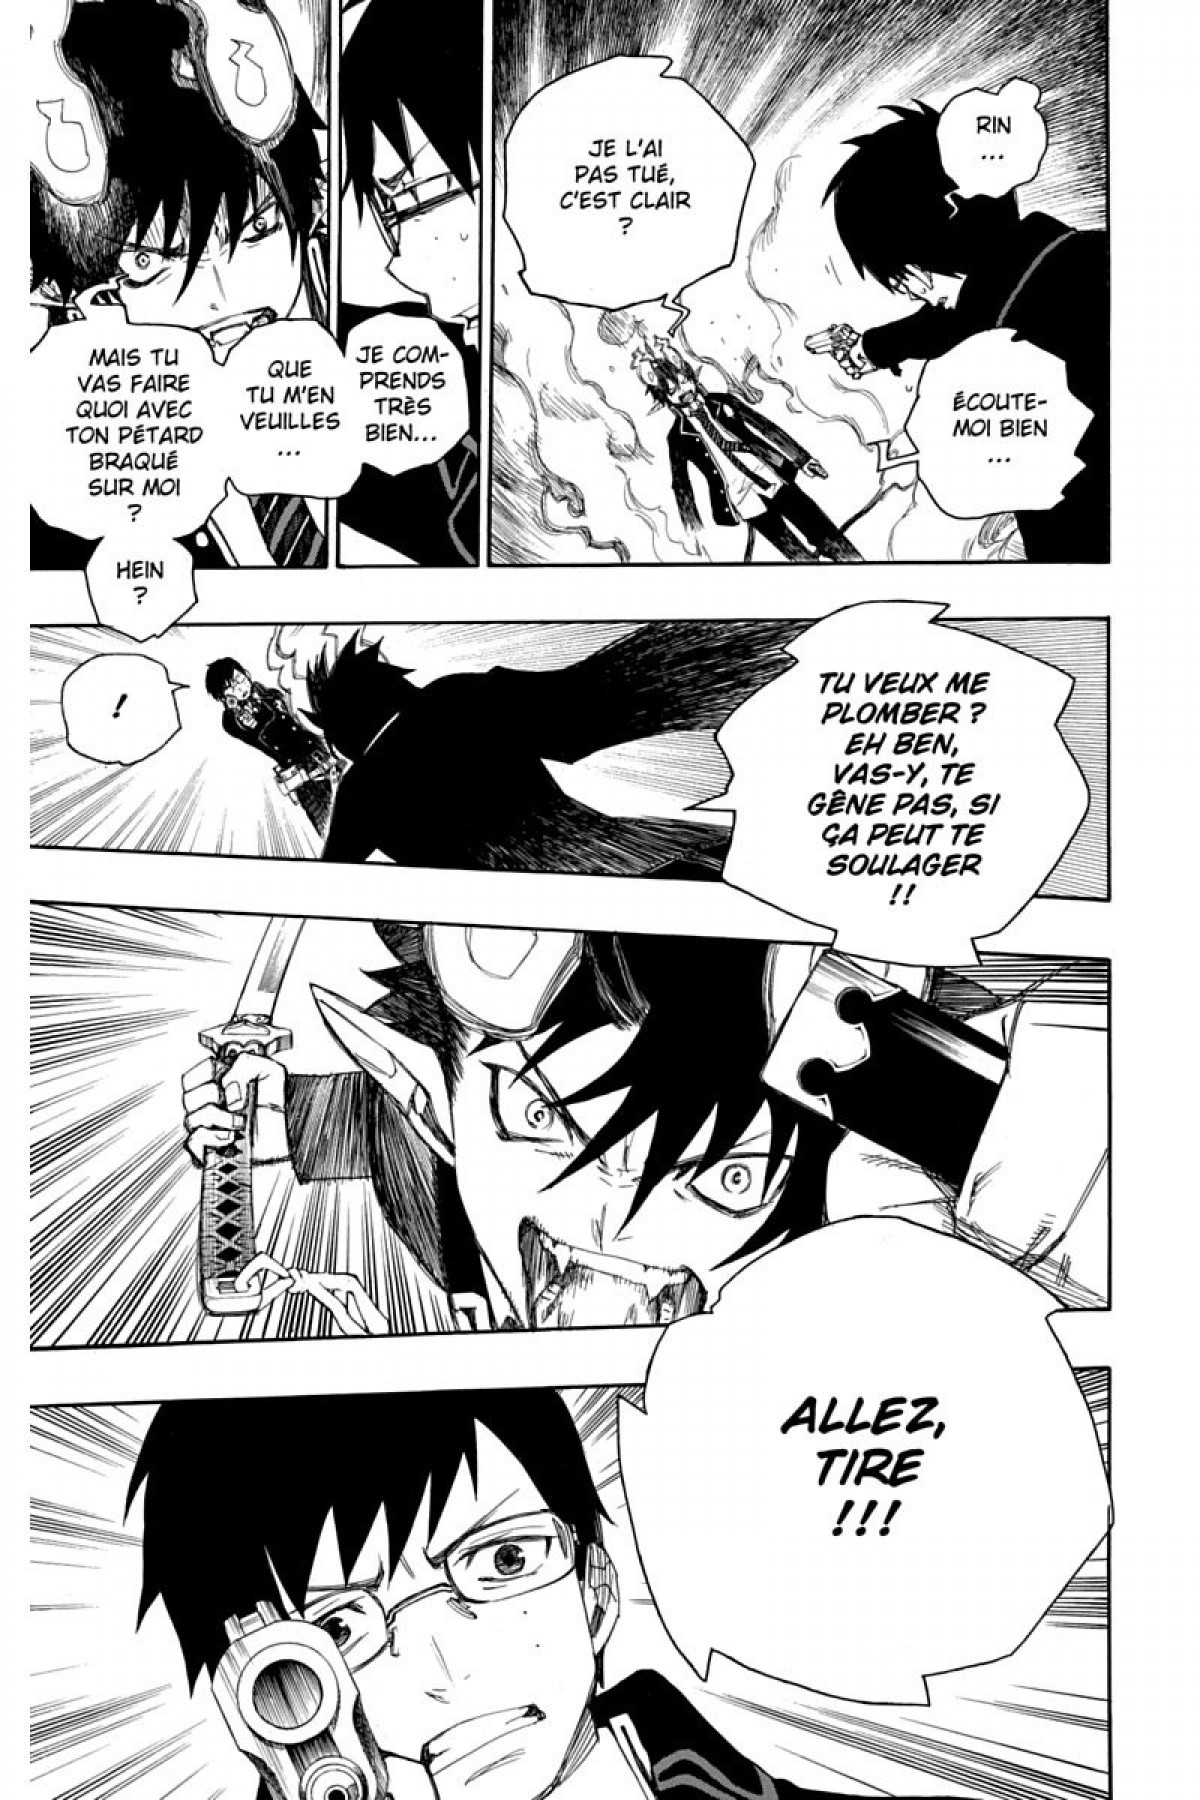 RIN
...
JE L'AI
PAS TUÉ,
C'EST CLAIR
?
ÉCOUTE-
MOI BIEN
...
JE COM-
PRENDS
TRÈS
BIEN...
QUE
TU M'EN
VEUILLES
...
MAIS TU
VAS FAIRE
QUOI AVEC
TON PÉTARD
BRAQUÉ
SUR MOI
?
HEIN
?
TU VEUX ME
PLOMBER ?
EH BEN,
VAS-Y, TE
GÊNE PAS, SI
ÇA PEUT TE
SOULAGER
!!
!
ALLEZ,
TIRE
!!!